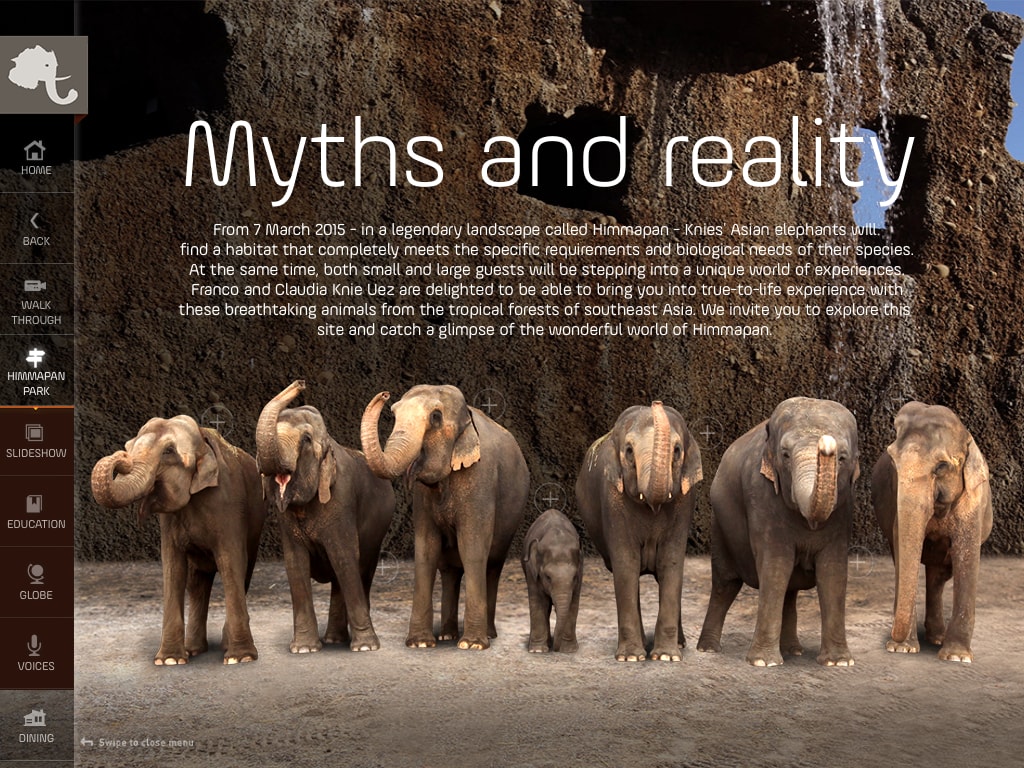 Myths and reality
From 7 March 2015 - in a legendary landscape called Himmapan - Knies' Asian elephants will
find a habitat that completely meets the specific requirements and biological needs of their species.
At the same time, both small and large guests will be stepping into a unique world of experiences.
Franco and Claudia Knie Uez are delighted to be able to bring you into true-to-life experience with
these breathtaking animals from the tropical forests of southeast Asia. We invite you to explore this
site and catch a glimpse of the wonderful world of Himmapan.
HOME
BACK
WALK
THROUGH
HIMMAPAN
PARK
SLIDESHOW
EDUCATION
GLOBE
VOICES
DINING
Swipe to close menu